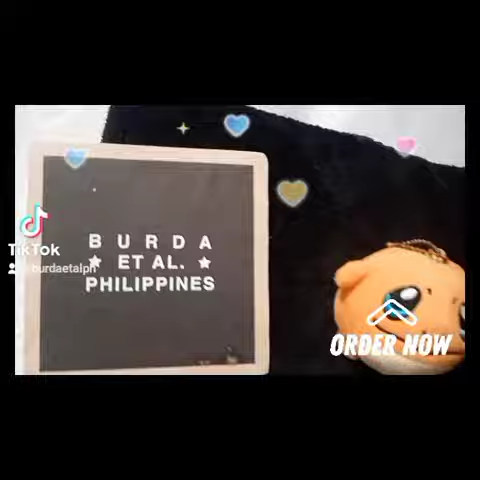 BURDA
★ ET AL. ★
PHILIPPINES
TikTok
burdaetalph
ORDER NOW